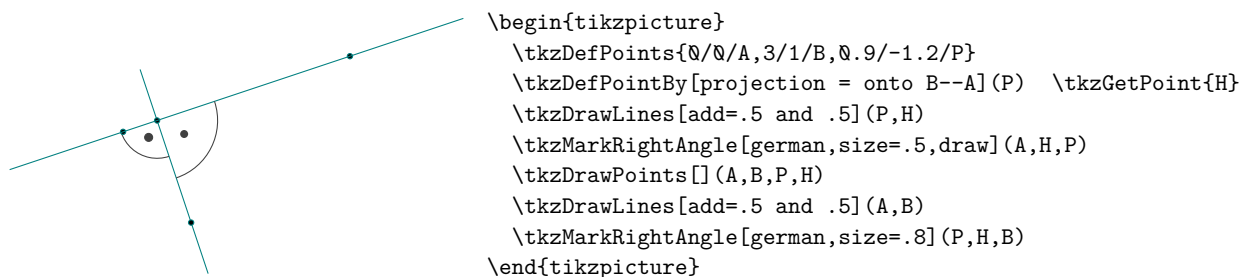 \begin{tikzpicture}
\tkzDefPoints{0/0/A,3/1/B,0.9/-1.2/P}
\tkzDefPointBy[projection = onto B--A](P) \tkzGetPoint{H}
\tkzDrawLines[add=.5 and .5](P,H)
\tkzMarkRightAngle[german,size=.5,draw](A,H,P)
\tkzDrawPoints[](A,B,P,H)
\tkzDrawLines[add=.5 and .5](A,B)
\tkzMarkRightAngle[german,size=.8](P,H,B)
\end{tikzpicture}